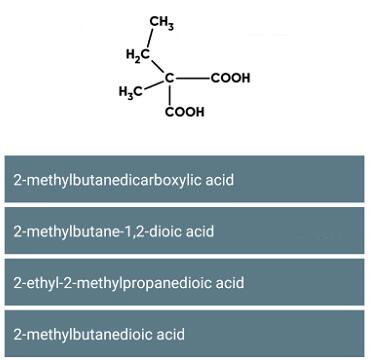 CH₃
H₂C
C COOH
H₃C
COOH
2-methylbutanedicarboxylic acid
2-methylbutane-1,2-dioic acid
2-ethyl-2-methylpropanedioic acid
2-methylbutanedioic acid